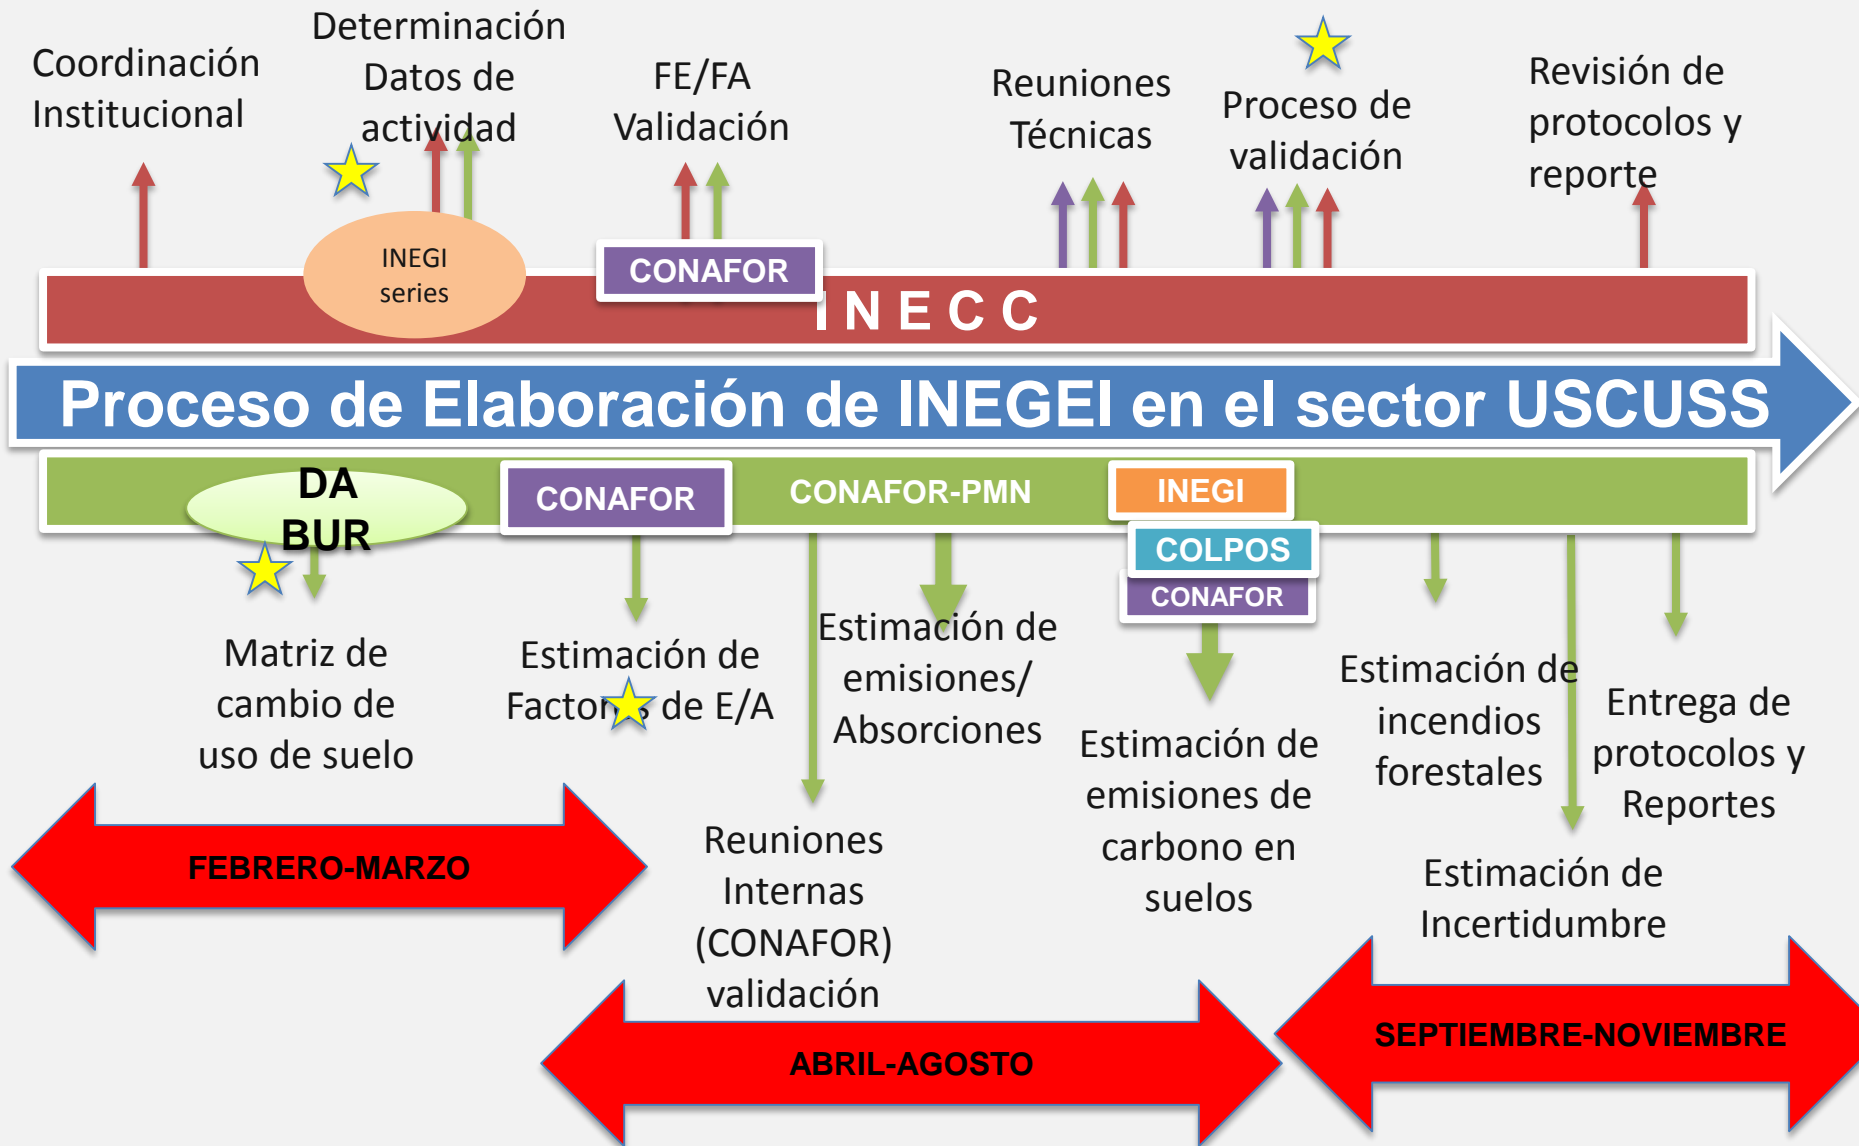 Coordinación
Institucional
Determinación
Datos de
actividad
FE/FA
Validación
Reuniones
Técnicas
Proceso de
validación
Revisión de
protocolos y
reporte
INEGI
series
CONAFOR
I N E C C
Proceso de Elaboración de INEGEI en el sector USCUSS
DA
BUR
CONAFOR
CONAFOR-PMN
INEGI
COLPOS
CONAFOR
Matriz de
cambio de
uso de suelo
Estimación de
Factores de E/A
Estimación de
emisiones/
Absorciones
Reuniones
Internas
(CONAFOR)
validación
Estimación de
emisiones de
carbono en
suelos
Estimación de
incendios
forestales
Estimación de
Incertidumbre
Entrega de
protocolos y
Reportes
FEBRERO-MARZO
ABRIL-AGOSTO
SEPTIEMBRE-NOVIEMBRE